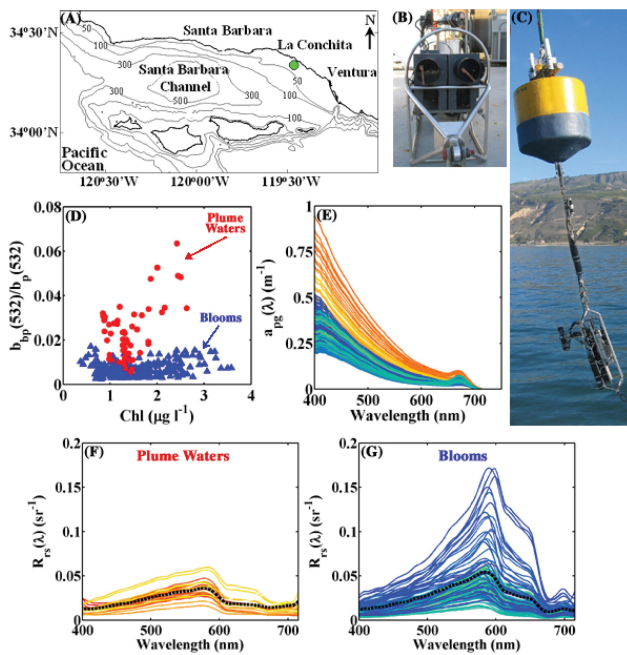 (A)
34°30'
Santa Barbara
N
50
100
La Conchita
Santa Barbara
Channel
Ventura
300
50
300
500
100
34°00'
100
Pacific
Ocean
120°30'W
120°00'W
119°30'W
(B)
(C)
(D)
Plume
Waters
Blooms
b_bp(532)/b_p(532)
0.08
0.06
0.04
0.02
0
0 1 2 3 4
Chl (µg l⁻¹)
(E)
a_pg(λ) (m⁻¹)
1
0.75
0.5
0.25
0
400 500 600 700
Wavelength (nm)
(F)
Plume Waters
R_rs(λ) (sr⁻¹)
0.2
0.15
0.1
0.05
0
400 500 600 700
Wavelength (nm)
(G)
Blooms
R_rs(λ) (sr⁻¹)
0.2
0.15
0.1
0.05
0
400 500 600 700
Wavelength (nm)